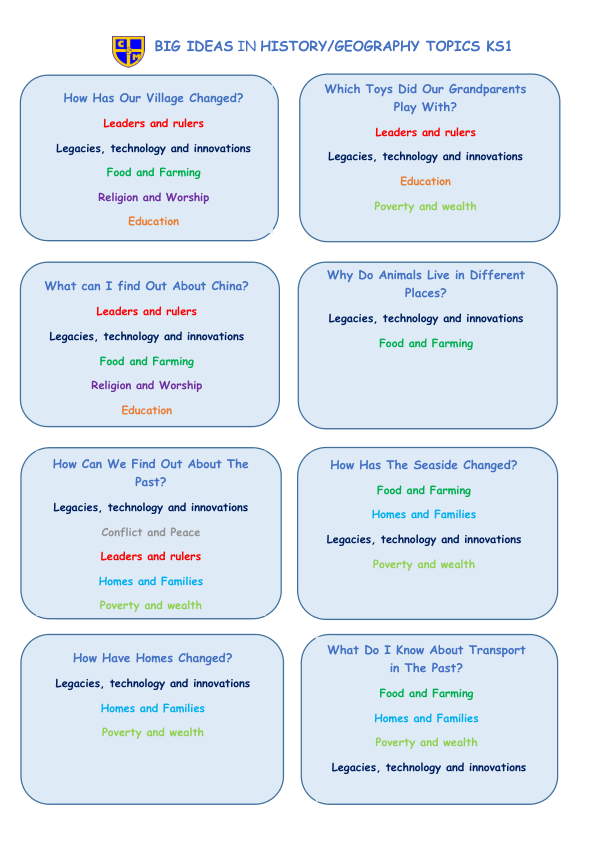 C S M
BIG IDEAS IN HISTORY/GEOGRAPHY TOPICS KS1
How Has Our Village Changed?
Leaders and rulers
Legacies, technology and innovations
Food and Farming
Religion and Worship
Education
Which Toys Did Our Grandparents
Play With?
Leaders and rulers
Legacies, technology and innovations
Education
Poverty and wealth
What can I find Out About China?
Leaders and rulers
Legacies, technology and innovations
Food and Farming
Religion and Worship
Education
Why Do Animals Live in Different
Places?
Legacies, technology and innovations
Food and Farming
How Can We Find Out About The
Past?
Legacies, technology and innovations
Conflict and Peace
Leaders and rulers
Homes and Families
Poverty and wealth
How Has The Seaside Changed?
Food and Farming
Homes and Families
Legacies, technology and innovations
Poverty and wealth
How Have Homes Changed?
Legacies, technology and innovations
Homes and Families
Poverty and wealth
What Do I Know About Transport
in The Past?
Food and Farming
Homes and Families
Poverty and wealth
Legacies, technology and innovations